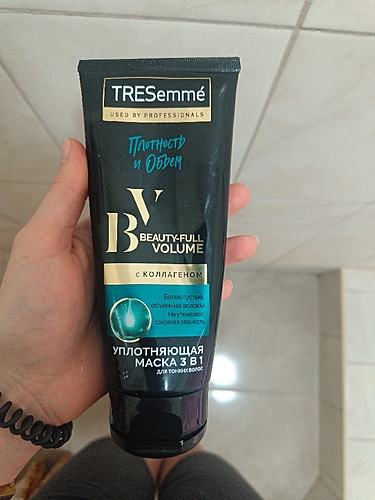 TRESemmé
USED BY PROFESSIONALS
Плотность
и Объем
BV
BEAUTY-FULL
VOLUME
С КОЛЛАГЕНОМ
Более густые,
объемные волосы
Не утяжеляет,
сохраняя свежесть
УПЛОТНЯЮЩАЯ
МАСКА 3 В 1
ДЛЯ ТОНКИХ ВОЛОС